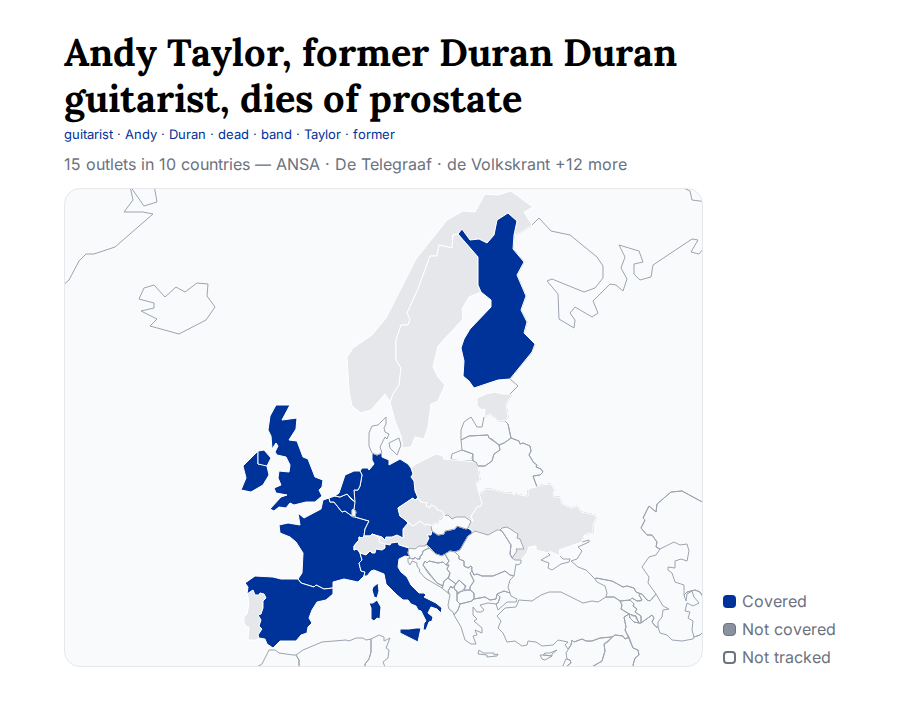 Andy Taylor, former Duran Duran
guitarist, dies of prostate
guitarist · Andy · Duran · dead · band · Taylor · former
15 outlets in 10 countries — ANSA · De Telegraaf · de Volkskrant +12 more
Covered
Not covered
Not tracked